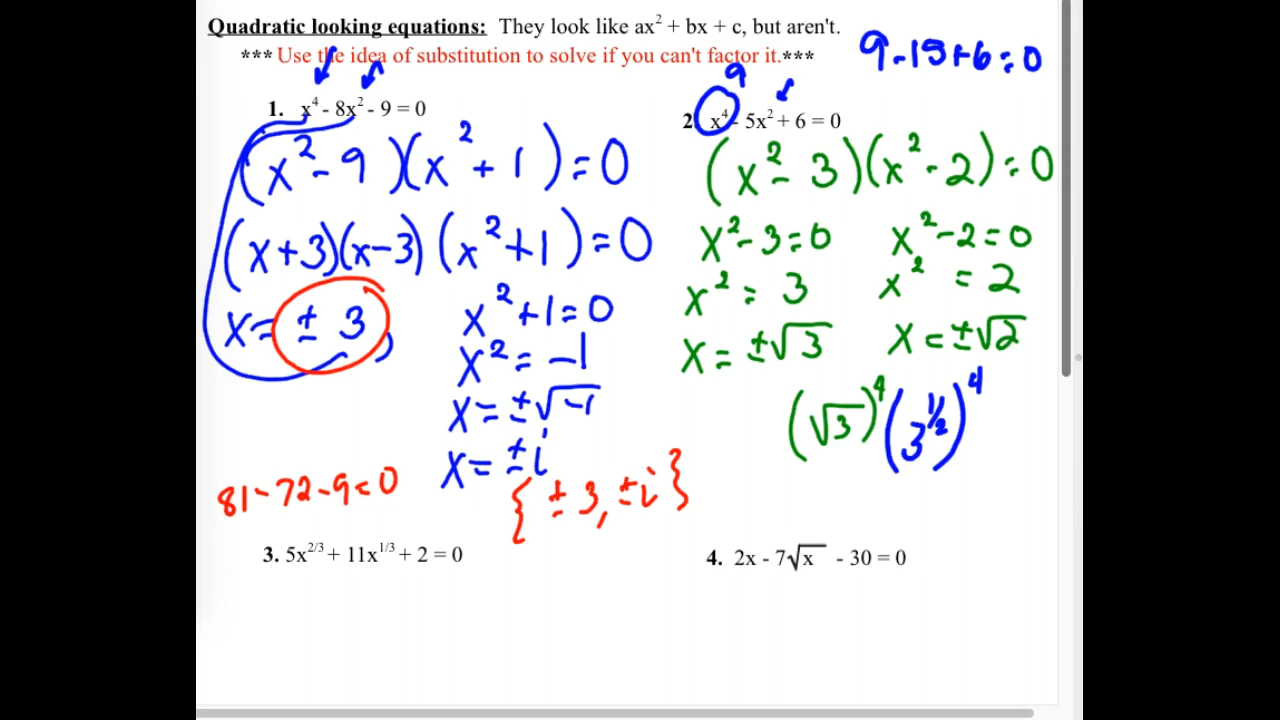 Quadratic looking equations: They look like ax² + bx + c, but aren't.
*** Use the idea of substitution to solve if you can't factor it.***
9 - 15 + 6 = 0
1. x⁴ - 8x² - 9 = 0
(x² - 9)(x² + 1) = 0
(x+3)(x-3)(x²+1) = 0
x = ± 3,
x² + 1 = 0
x² = -1
x = ±√-1
x = ± i
81 - 72 - 9 = 0
{ ± 3, ± i }
9
2. x⁴ - 5x² + 6 = 0
(x² - 3)(x² - 2) = 0
x² - 3 = 0
x² = 3
x = ±√3
x² - 2 = 0
x² = 2
x = ±√2
(√3)⁴ (3^½)⁴
3. 5x^2/3 + 11x^1/3 + 2 = 0
4. 2x - 7√x - 30 = 0